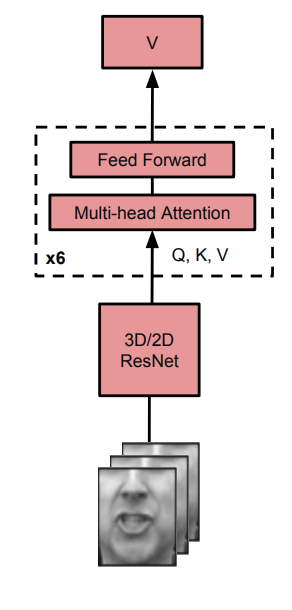 V
Feed Forward
Multi-head Attention
x6
Q, K, V
3D/2D
ResNet